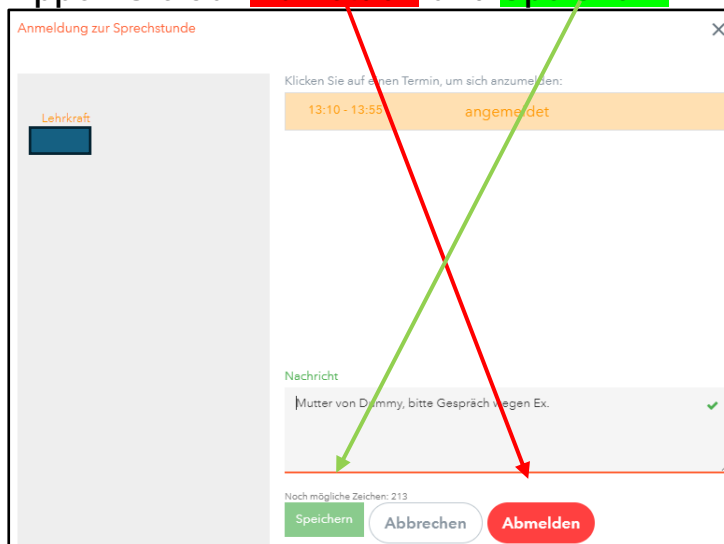 Anmeldung zur Sprechstunde
Klicken Sie auf einen Termin, um sich anzumelden:
Lehrkraft
13:10 - 13:55 angemeldet
Nachricht
Mutter von Dummy, bitte Gespräch wegen Ex.
Noch mögliche Zeichen: 213
Speichern Abbrechen Abmelden